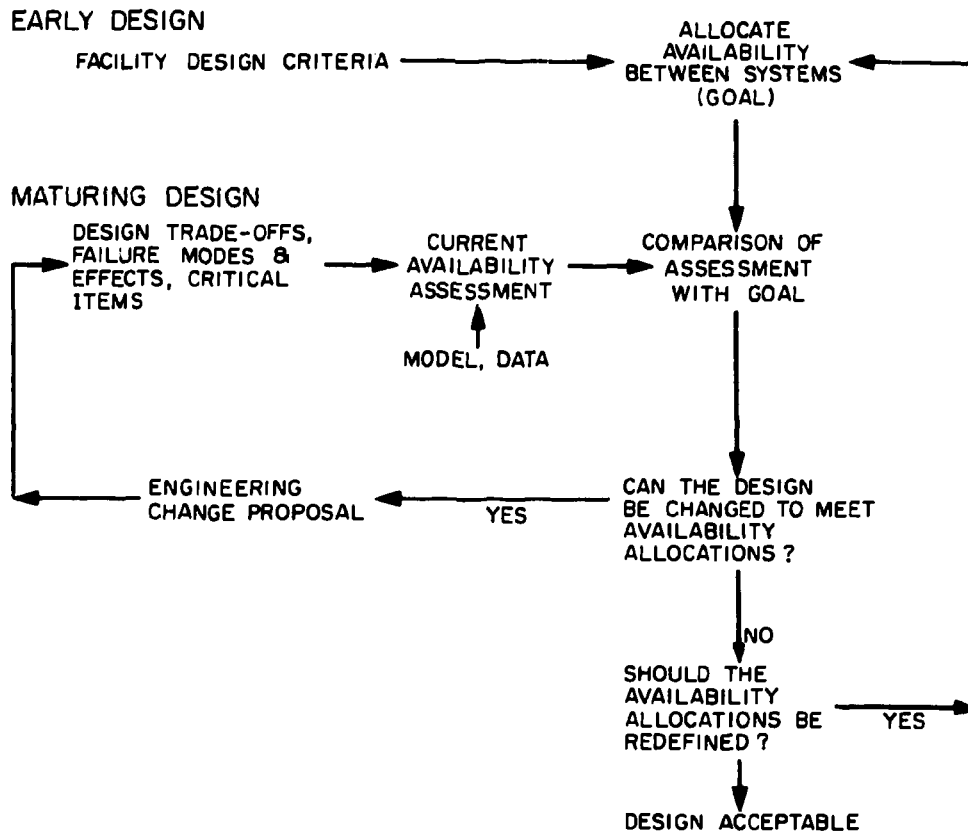 EARLY DESIGN
FACILITY DESIGN CRITERIA
ALLOCATE
AVAILABILITY
BETWEEN SYSTEMS
(GOAL)
MATURING DESIGN
DESIGN TRADE-OFFS,
FAILURE MODES &
EFFECTS, CRITICAL
ITEMS
CURRENT
AVAILABILITY
ASSESSMENT
COMPARISON OF
ASSESSMENT
WITH GOAL
MODEL, DATA
CAN THE DESIGN
BE CHANGED TO MEET
AVAILABILITY
ALLOCATIONS ?
YES
ENGINEERING
CHANGE PROPOSAL
NO
SHOULD THE
AVAILABILITY
ALLOCATIONS BE
REDEFINED ?
YES
DESIGN ACCEPTABLE